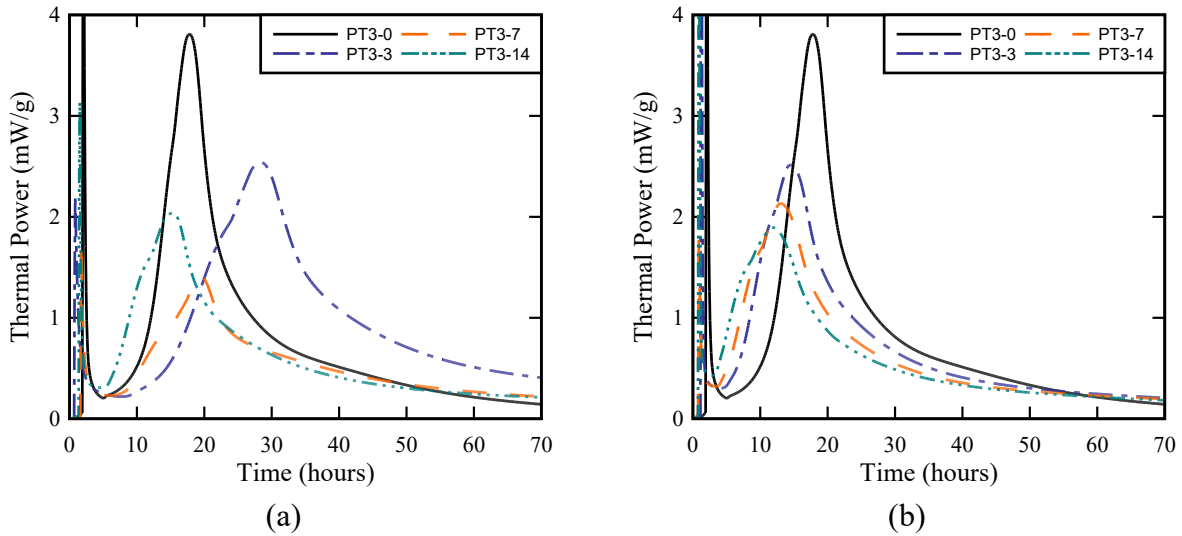 4
3
2
1
0
Thermal Power (mW/g)
PT3-0 PT3-7
PT3-3 PT3-14
0 10 20 30 40 50 60 70
Time (hours)
(a)
4
3
2
1
0
Thermal Power (mW/g)
PT3-0 PT3-7
PT3-3 PT3-14
0 10 20 30 40 50 60 70
Time (hours)
(b)